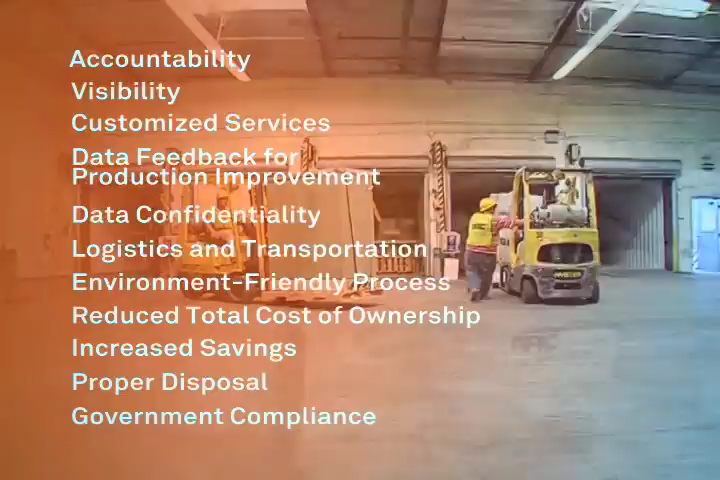 Accountability
Visibility
Customized Services
Data Feedback for
Production Improvement
Data Confidentiality
Logistics and Transportation
Environment-Friendly Process
Reduced Total Cost of Ownership
Increased Savings
Proper Disposal
Government Compliance